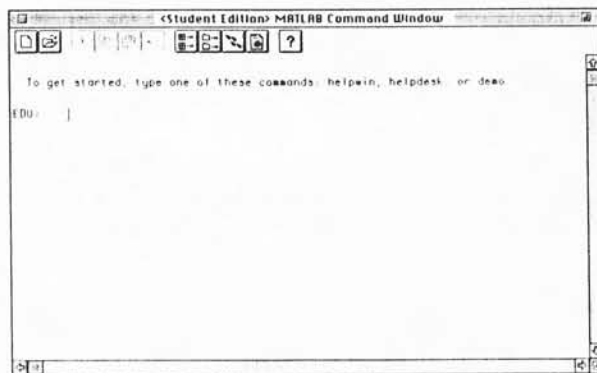 <Student Edition> MATLAB Command Window
?
To get started, type one of these commands: helpwin, helpdesk, or demo
EDU»